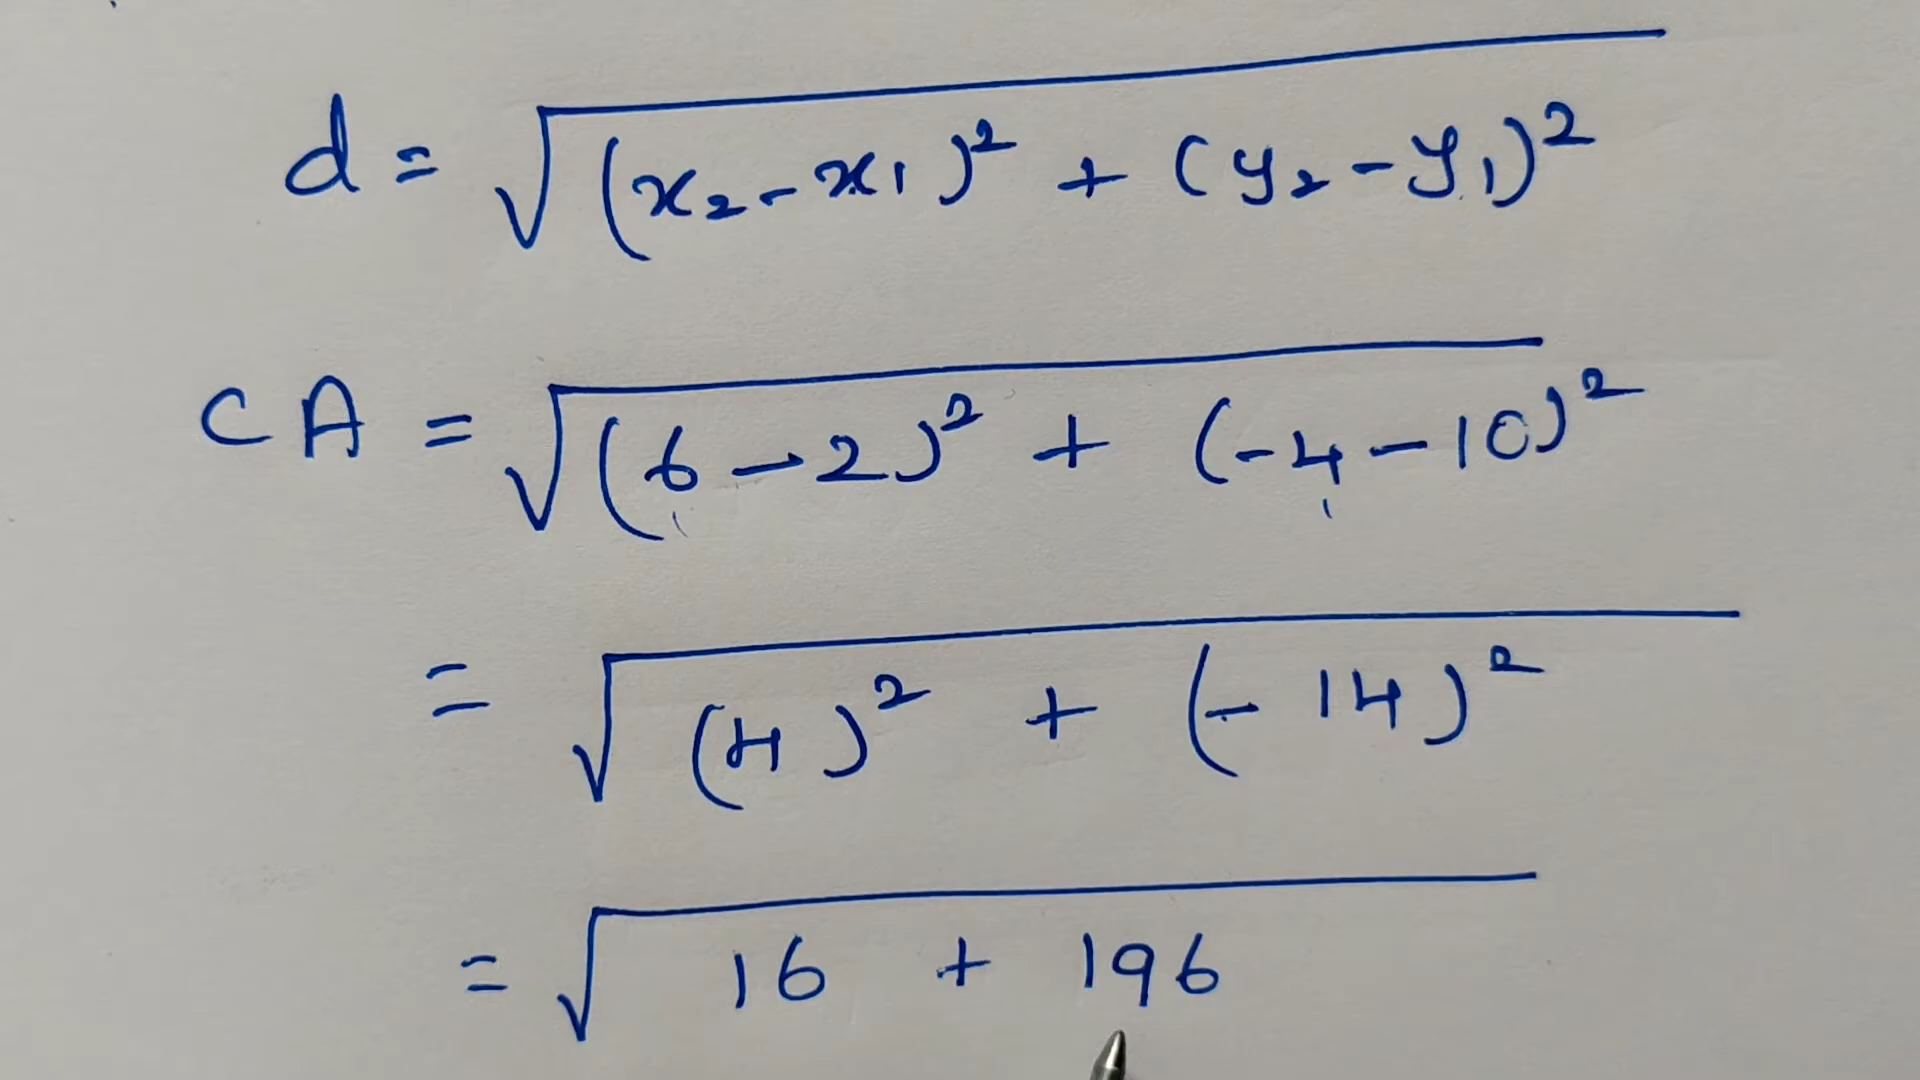 d = √(x₂ - x₁)² + (y₂ - y₁)²
CA = √(6 - 2)² + (-4 - 10)²
= √(4)² + (-14)²
= √16 + 196